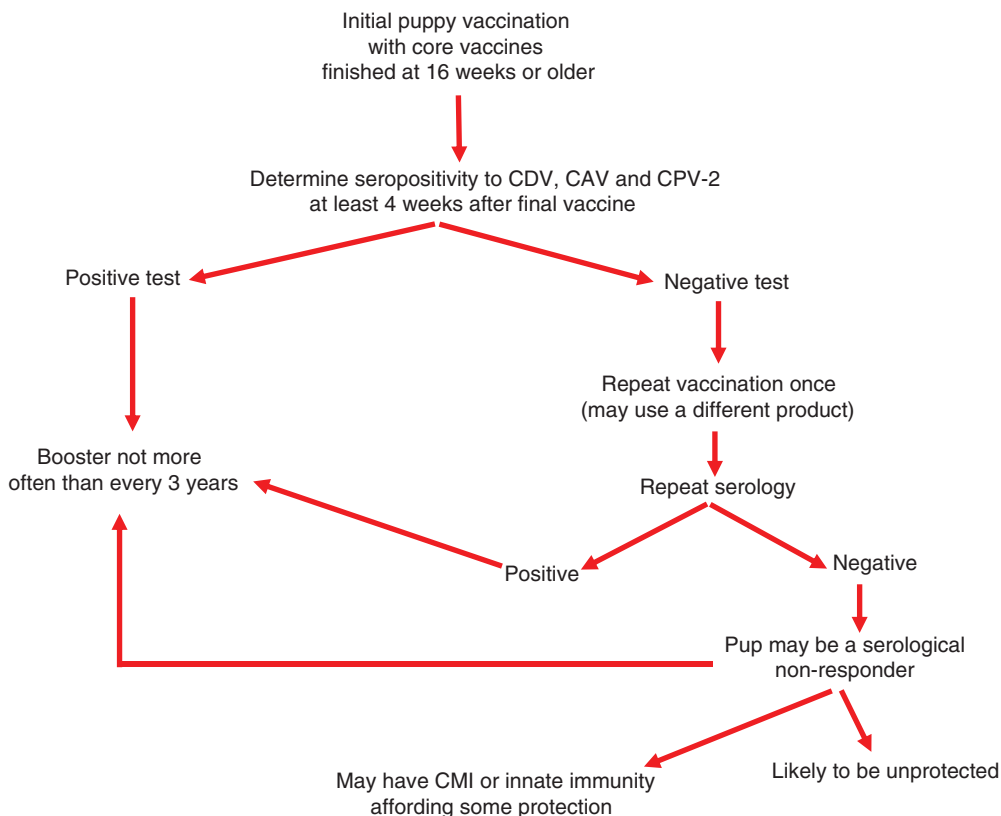 Initial puppy vaccination
with core vaccines
finished at 16 weeks or older
Determine seropositivity to CDV, CAV and CPV-2
at least 4 weeks after final vaccine
Positive test
Negative test
Repeat vaccination once
(may use a different product)
Booster not more
often than every 3 years
Repeat serology
Positive
Negative
Pup may be a serological
non-responder
May have CMI or innate immunity
affording some protection
Likely to be unprotected